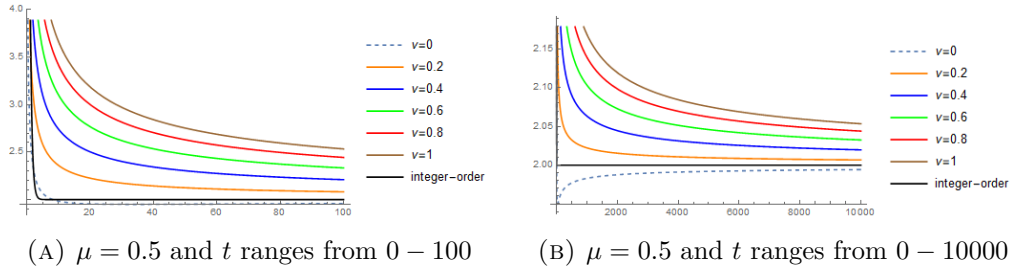 4.0
3.5
3.0
2.5
20
40
60
80
100
ν=0
ν=0.2
ν=0.4
ν=0.6
ν=0.8
ν=1
integer-order
2.15
2.10
2.05
2.00
2000
4000
6000
8000
10000
ν=0
ν=0.2
ν=0.4
ν=0.6
ν=0.8
ν=1
integer-order
(A) μ = 0.5 and t ranges from 0 − 100
(B) μ = 0.5 and t ranges from 0 − 10000